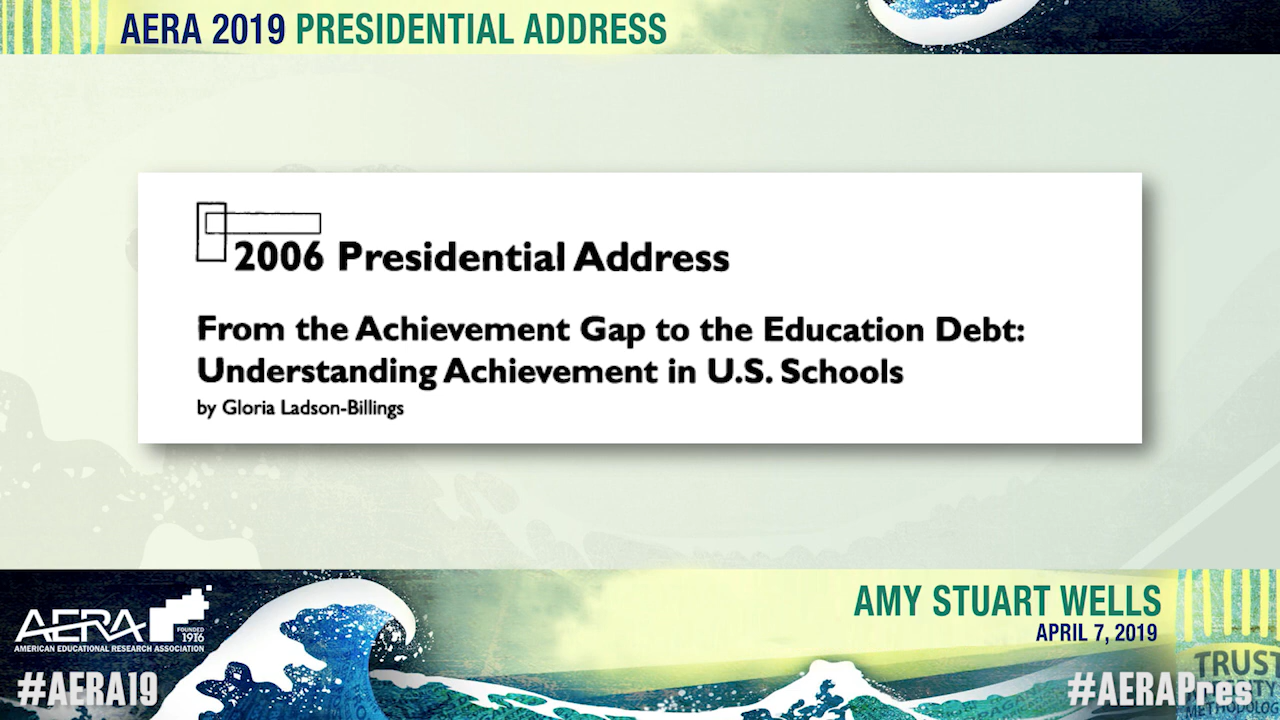 AERA 2019 PRESIDENTIAL ADDRESS
2006 Presidential Address
From the Achievement Gap to the Education Debt:
Understanding Achievement in U.S. Schools
by Gloria Ladson-Billings
AMY STUART WELLS
APRIL 7, 2019
AERA
FOUNDED
1916
AMERICAN EDUCATIONAL RESEARCH ASSOCIATION
#AERA19
TRUST
#AERAPres